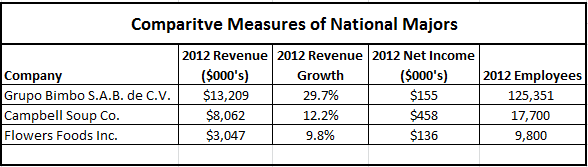 Comparitve Measures of National Majors
Company 2012 Revenue ($000's) 2012 Revenue Growth 2012 Net Income ($000's) 2012 Employees
Grupo Bimbo S.A.B. de C.V. $13,209 29.7% $155 125,351
Campbell Soup Co. $8,062 12.2% $458 17,700
Flowers Foods Inc. $3,047 9.8% $136 9,800